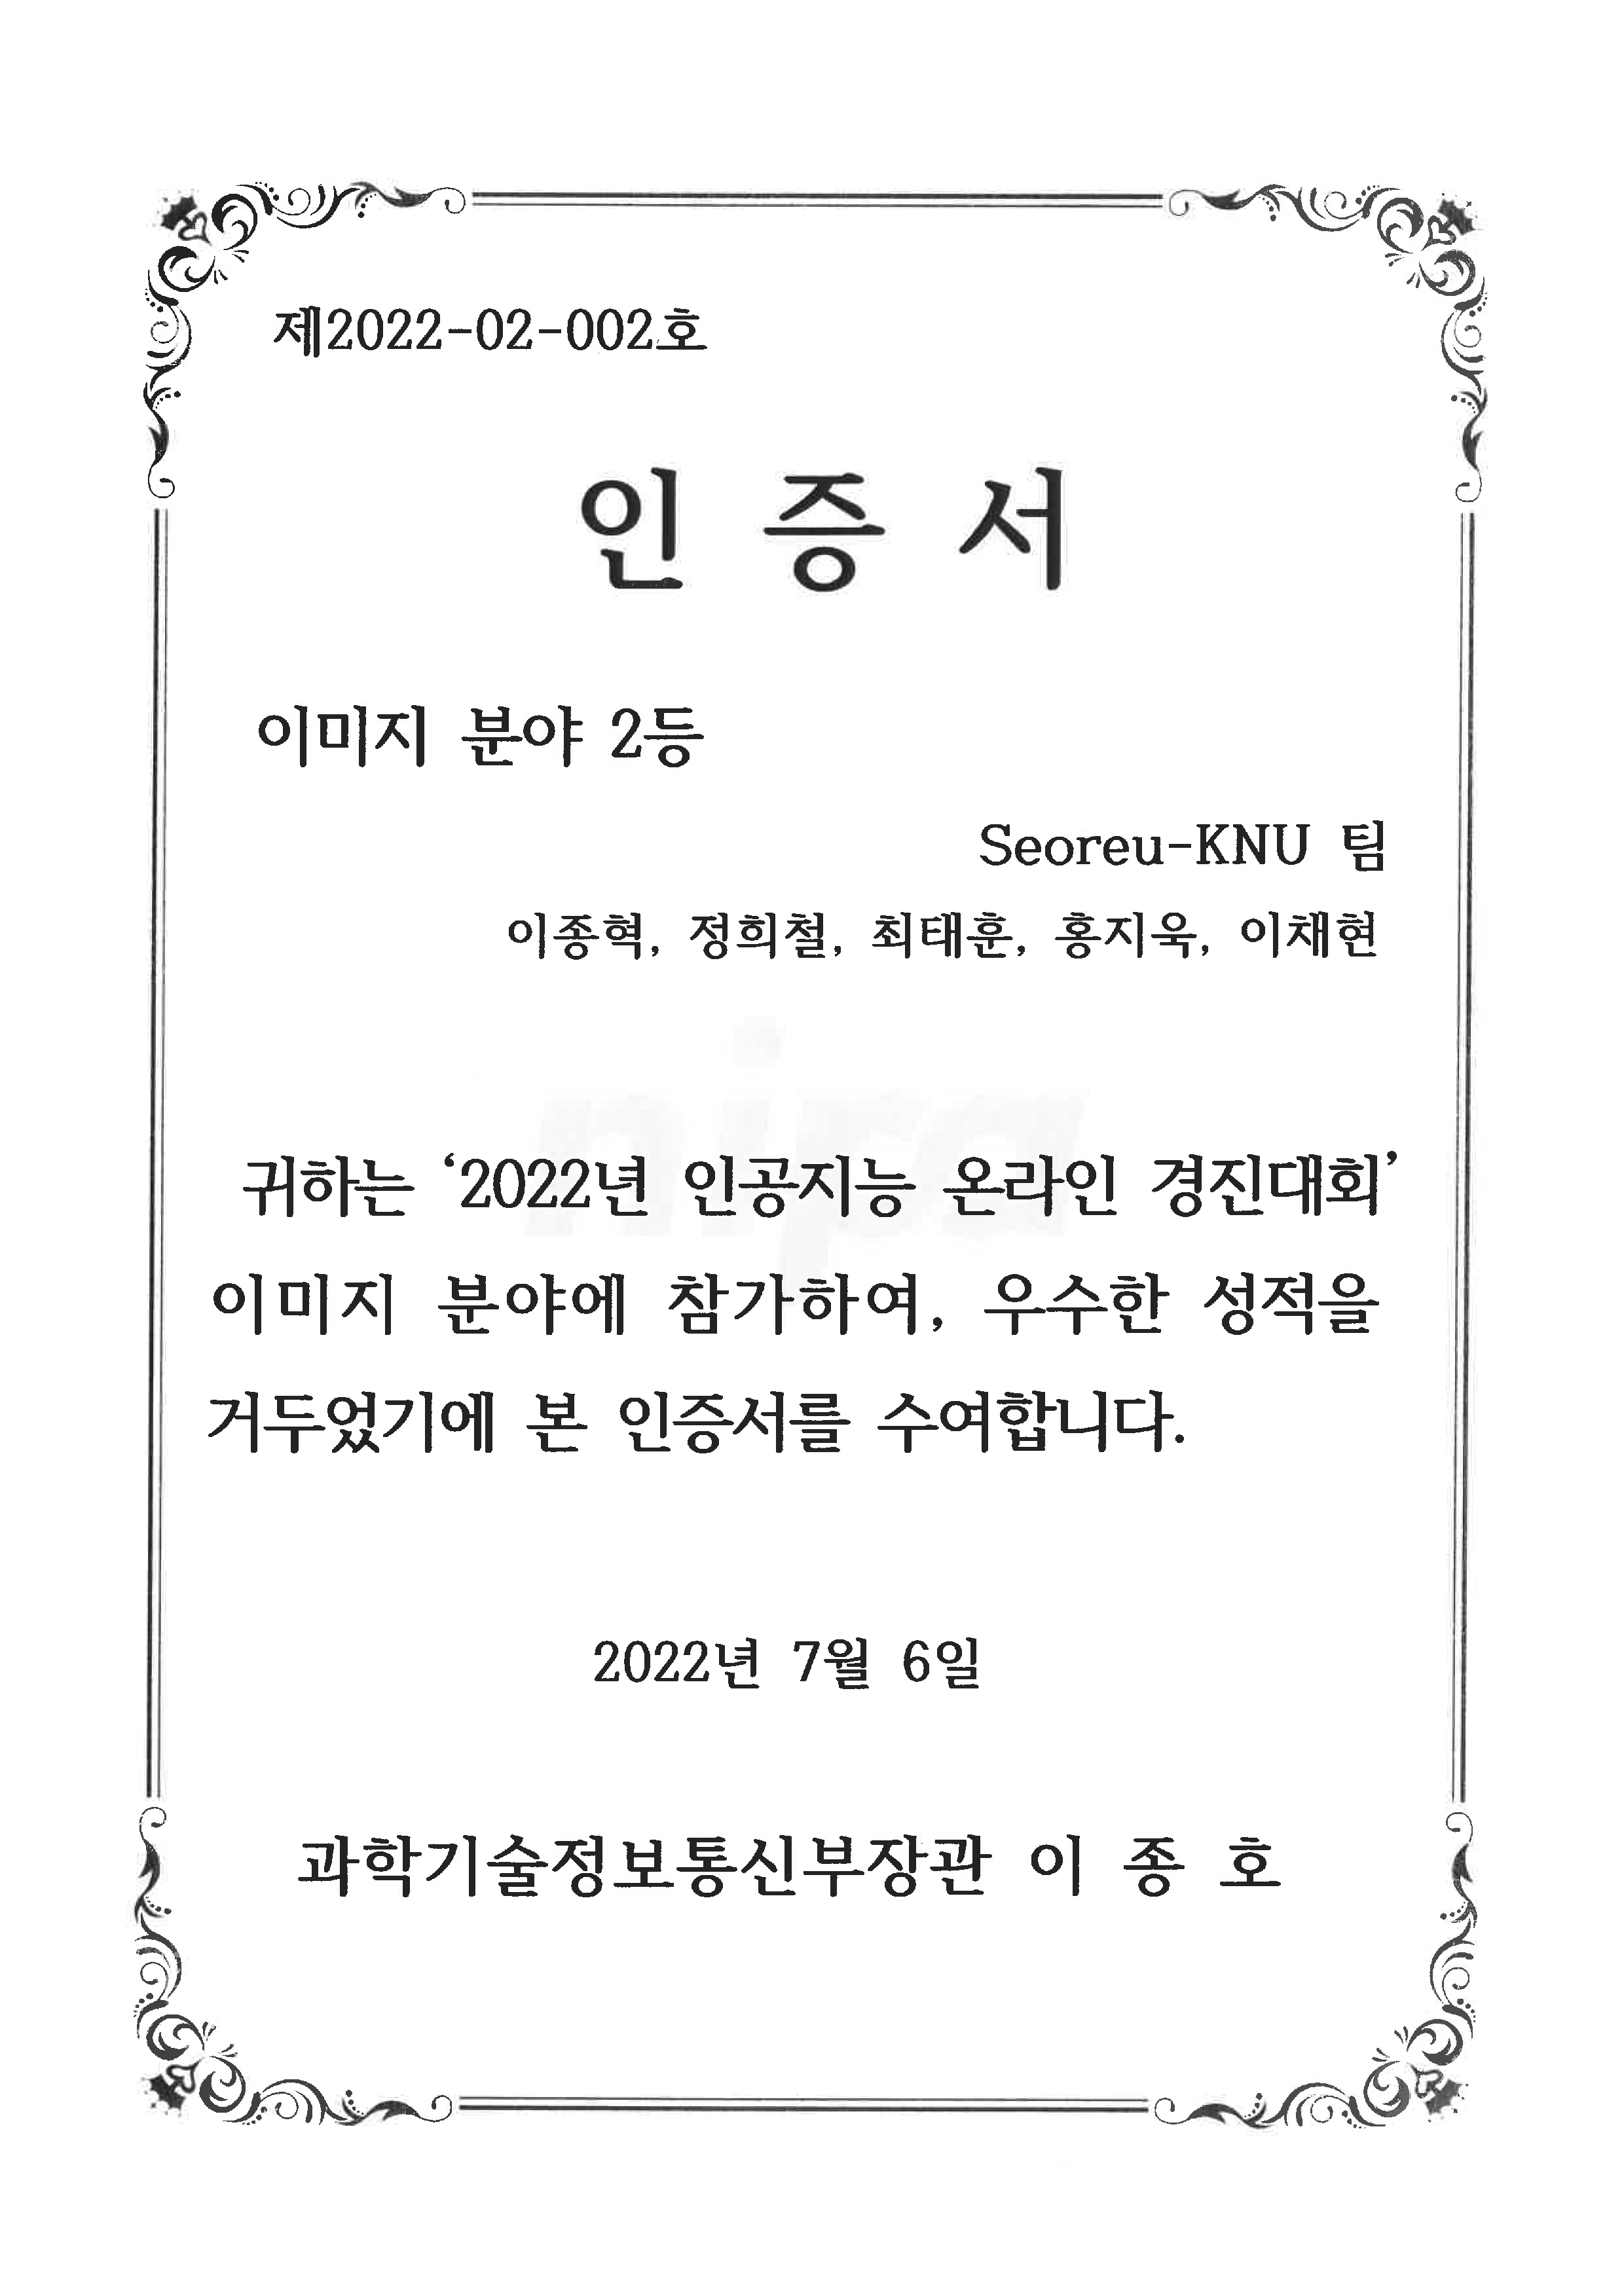 제2022-02-002호
인 증 서
이미지 분야 2등
Seoreu-KNU 팀
이종혁, 정희철, 최태훈, 홍지욱, 이채현
nipa
귀하는 ‘2022년 인공지능 온라인 경진대회’
이미지 분야에 참가하여, 우수한 성적을
거두었기에 본 인증서를 수여합니다.
2022년 7월 6일
과학기술정보통신부장관 이 종 호